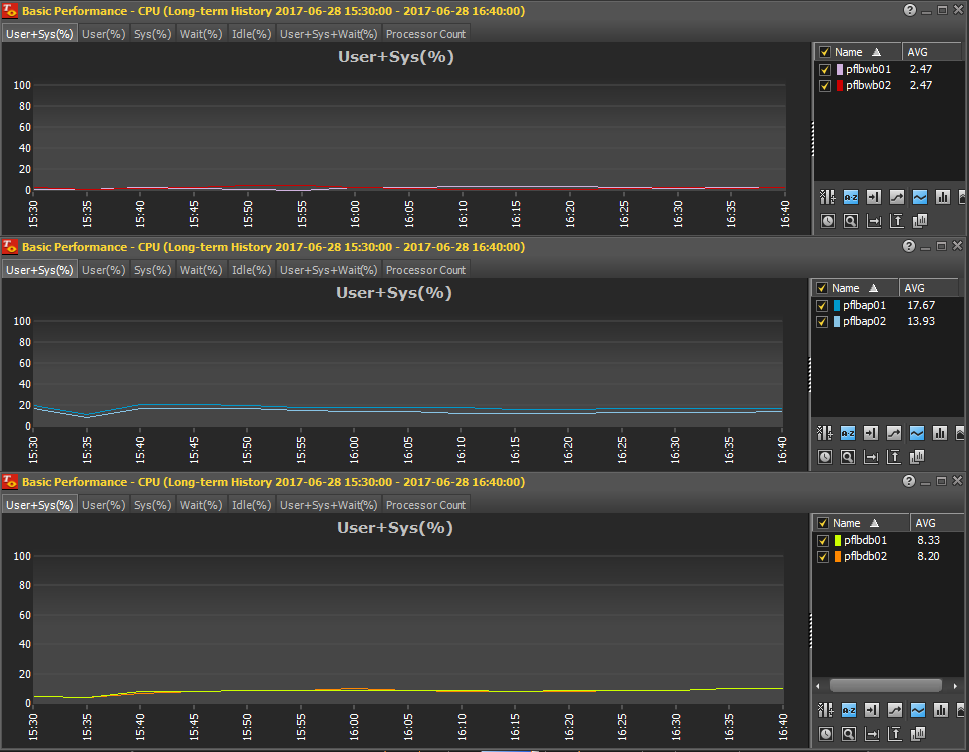 Basic Performance - CPU (Long-term History 2017-06-28 15:30:00 - 2017-06-28 16:40:00)
User+Sys(%) User(%) Sys(%) Wait(%) Idle(%) User+Sys+Wait(%) Processor Count
User+Sys(%)
Name AVG
pflbwb01 2.47
pflbwb02 2.47
100
80
60
40
20
0
15:30 15:35 15:40 15:45 15:50 15:55 16:00 16:05 16:10 16:15 16:20 16:25 16:30 16:35 16:40
A-Z
Basic Performance - CPU (Long-term History 2017-06-28 15:30:00 - 2017-06-28 16:40:00)
User+Sys(%) User(%) Sys(%) Wait(%) Idle(%) User+Sys+Wait(%) Processor Count
User+Sys(%)
Name AVG
pflbap01 17.67
pflbap02 13.93
100
80
60
40
20
0
15:30 15:35 15:40 15:45 15:50 15:55 16:00 16:05 16:10 16:15 16:20 16:25 16:30 16:35 16:40
A-Z
Basic Performance - CPU (Long-term History 2017-06-28 15:30:00 - 2017-06-28 16:40:00)
User+Sys(%) User(%) Sys(%) Wait(%) Idle(%) User+Sys+Wait(%) Processor Count
User+Sys(%)
Name AVG
pflbdb01 8.33
pflbdb02 8.20
100
80
60
40
20
0
15:30 15:35 15:40 15:45 15:50 15:55 16:00 16:05 16:10 16:15 16:20 16:25 16:30 16:35 16:40
A-Z